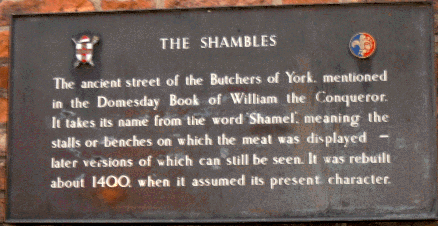 THE SHAMBLES
The ancient street of the Butchers of York, mentioned
in the Domesday Book of William the Conqueror.
It takes its name from the word 'Shamel', meaning the
stalls or benches on which the meat was displayed —
later versions of which can still be seen. It was rebuilt
about 1400, when it assumed its present character.